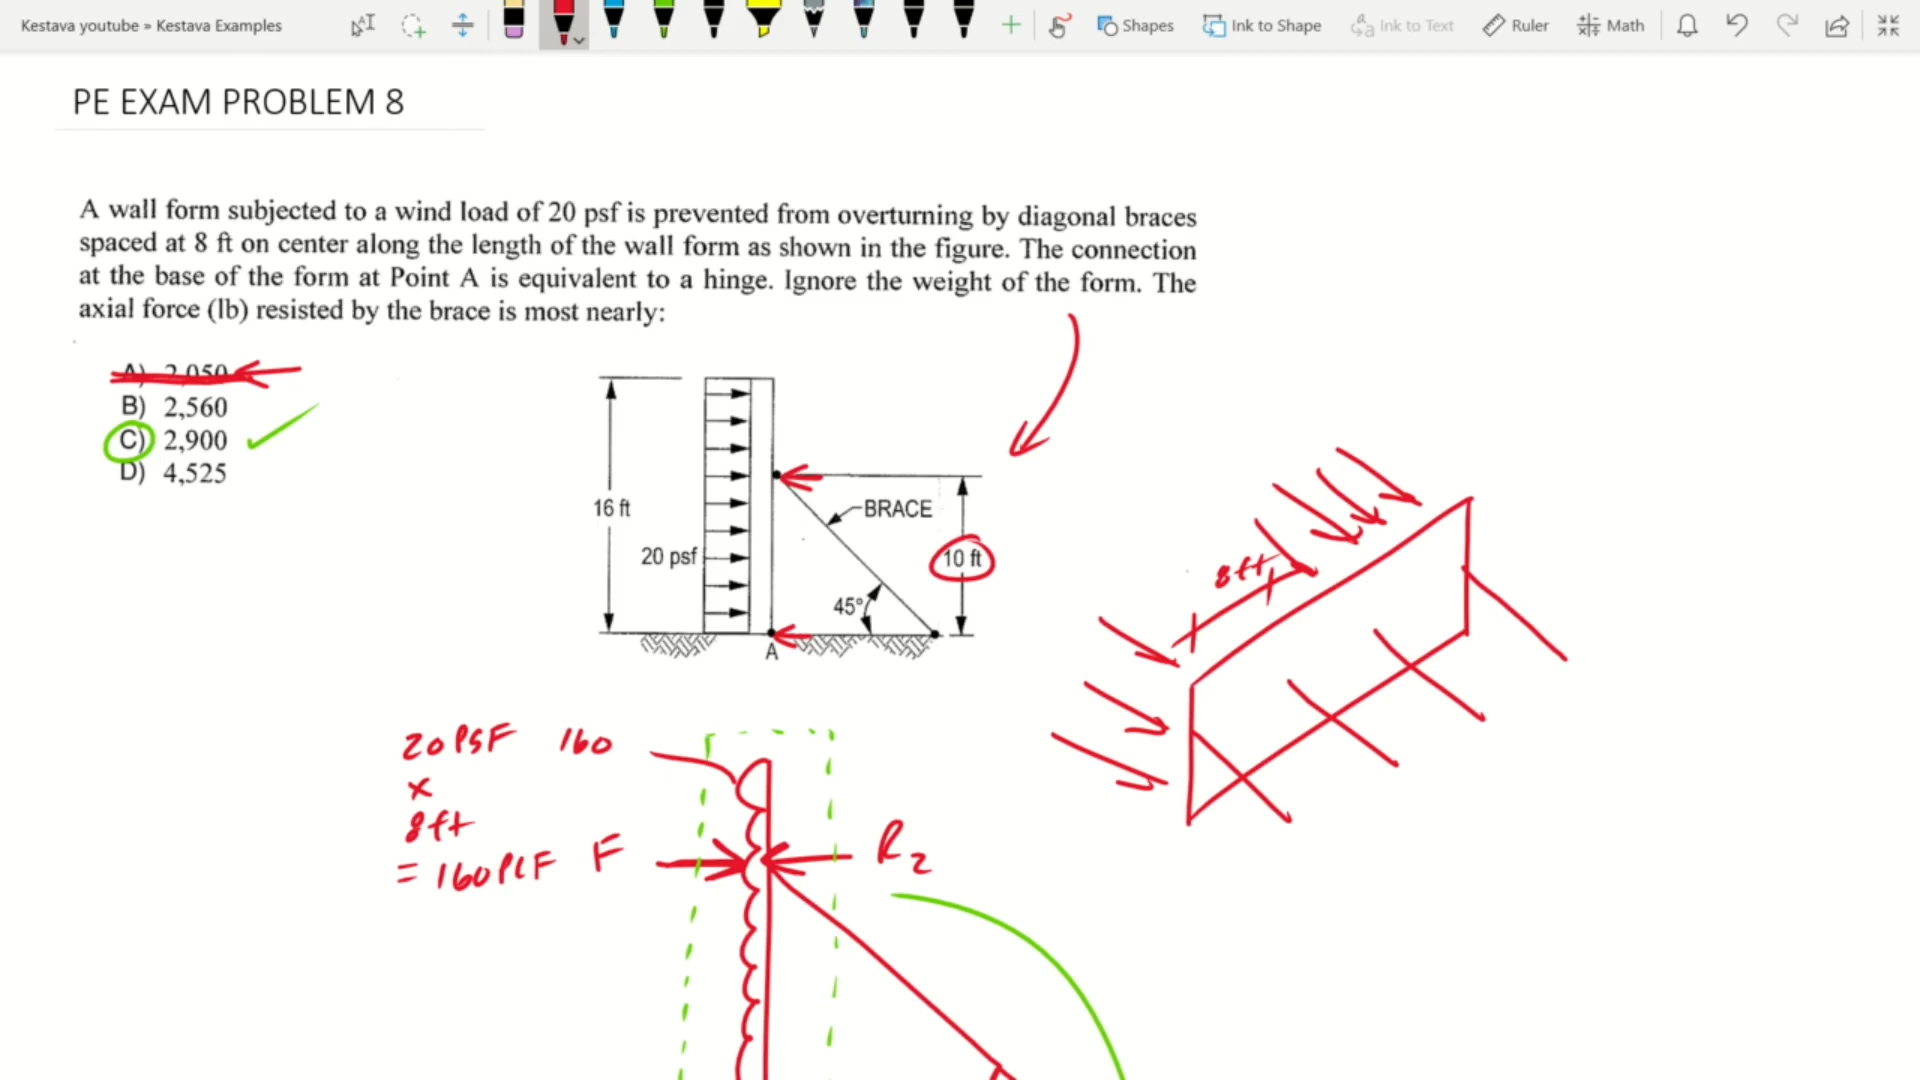 Kestava youtube » Kestava Examples
Shapes
Ink to Shape
Ink to Text
Ruler
Math
PE EXAM PROBLEM 8
A wall form subjected to a wind load of 20 psf is prevented from overturning by diagonal braces
spaced at 8 ft on center along the length of the wall form as shown in the figure. The connection
at the base of the form at Point A is equivalent to a hinge. Ignore the weight of the form. The
axial force (lb) resisted by the brace is most nearly:
A) 2,050
B) 2,560
C) 2,900
D) 4,525
16 ft
20 psf
BRACE
10 ft
45°
A
8ft
20 PSF 160
x
8ft
= 160 PLF F
R2